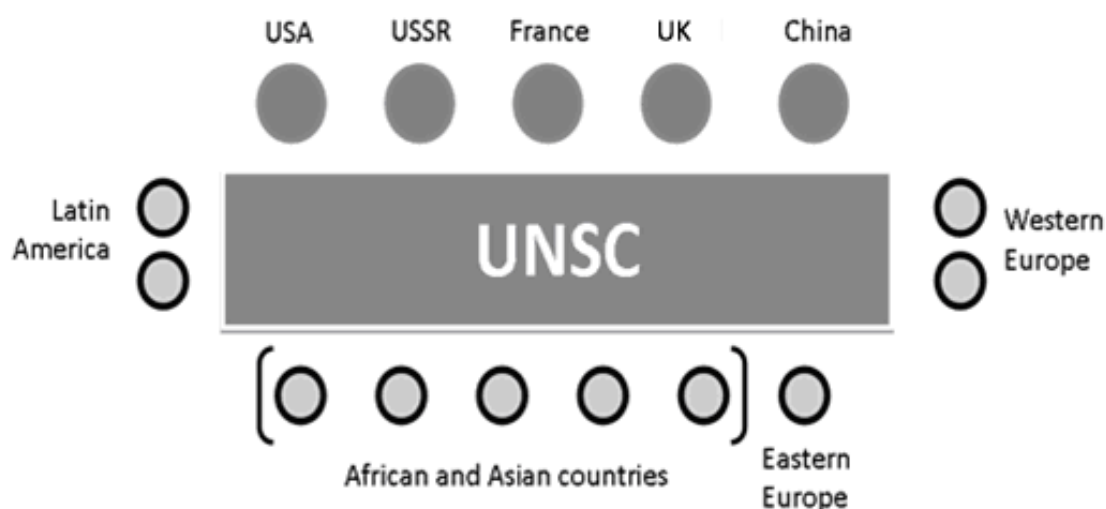 USA USSR France UK China
Latin
America
UNSC
Western
Europe
African and Asian countries
Eastern
Europe